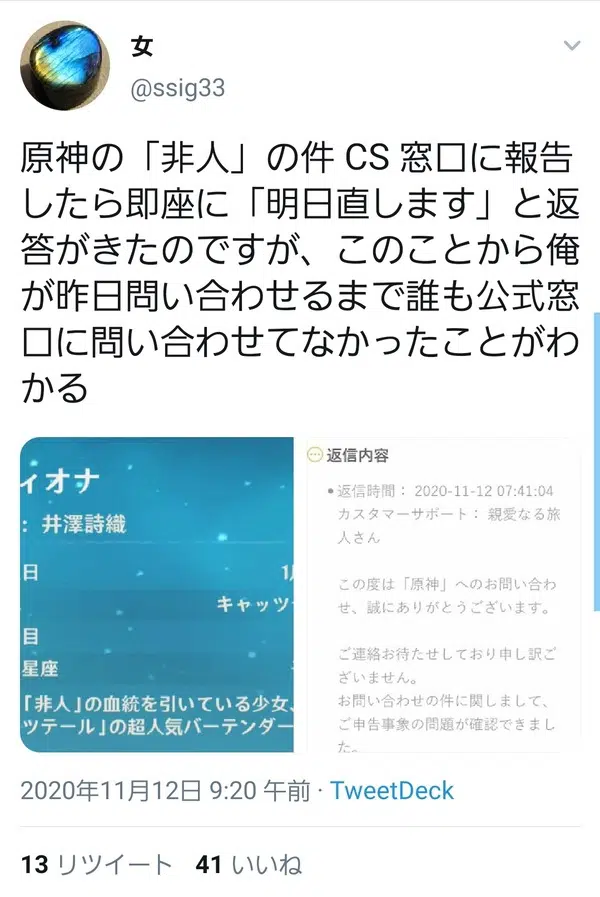 女
@ssig33
原神の「非人」の件 CS 窓口に報告
したら即座に「明日直します」と返
答がきたのですが、このことから俺
が昨日問い合わせるまで誰も公式窓
口に問い合わせてなかったことがわ
かる
ィオナ
: 井澤詩織
日
キャッツ
目
星座
「非人」の血統を引いている少女、
ツテール」の超人気バーテンダー
返信内容
•返信時間: 2020-11-12 07:41:04
カスタマーサポート: 親愛なる旅
人さん
この度は「原神」へのお問い合わ
せ、誠にありがとうございます。
ご連絡お待たせしており申し訳ご
ざいません。
お問い合わせの件に関しまして、
ご申告事象の問題が確認できまし
た。
2020年11月12日 9:20 午前 · TweetDeck
13 リツイート 41 いいね